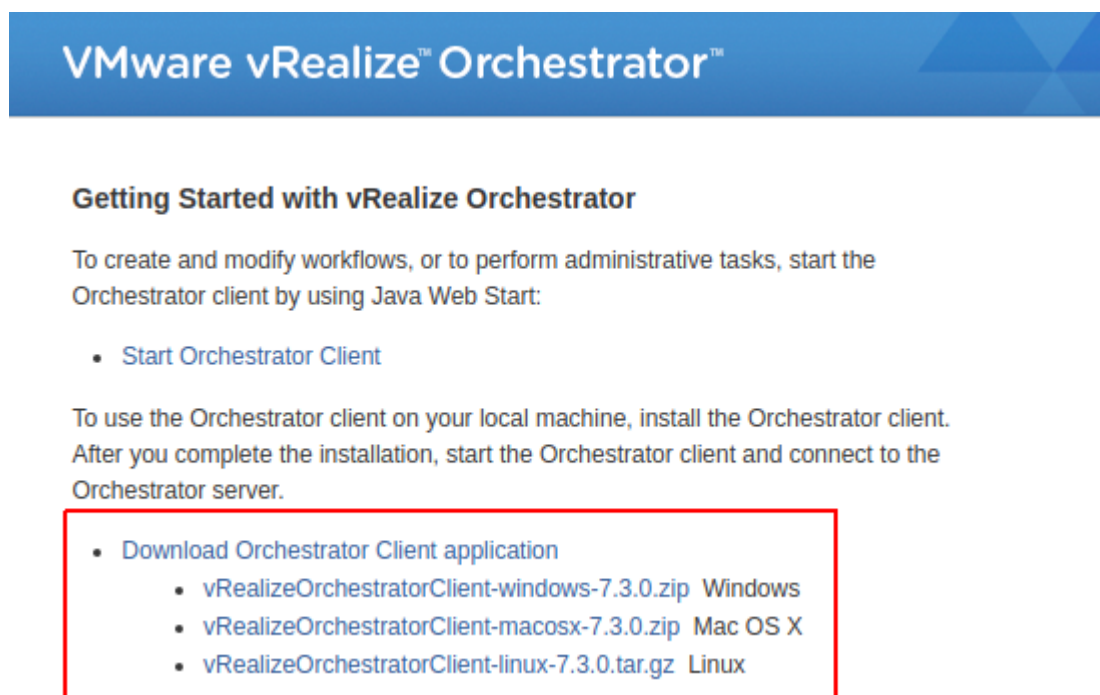 VMware vRealize™ Orchestrator™
Getting Started with vRealize Orchestrator
To create and modify workflows, or to perform administrative tasks, start the
Orchestrator client by using Java Web Start:
• Start Orchestrator Client
To use the Orchestrator client on your local machine, install the Orchestrator client.
After you complete the installation, start the Orchestrator client and connect to the
Orchestrator server.
• Download Orchestrator Client application
• vRealizeOrchestratorClient-windows-7.3.0.zip Windows
• vRealizeOrchestratorClient-macosx-7.3.0.zip Mac OS X
• vRealizeOrchestratorClient-linux-7.3.0.tar.gz Linux